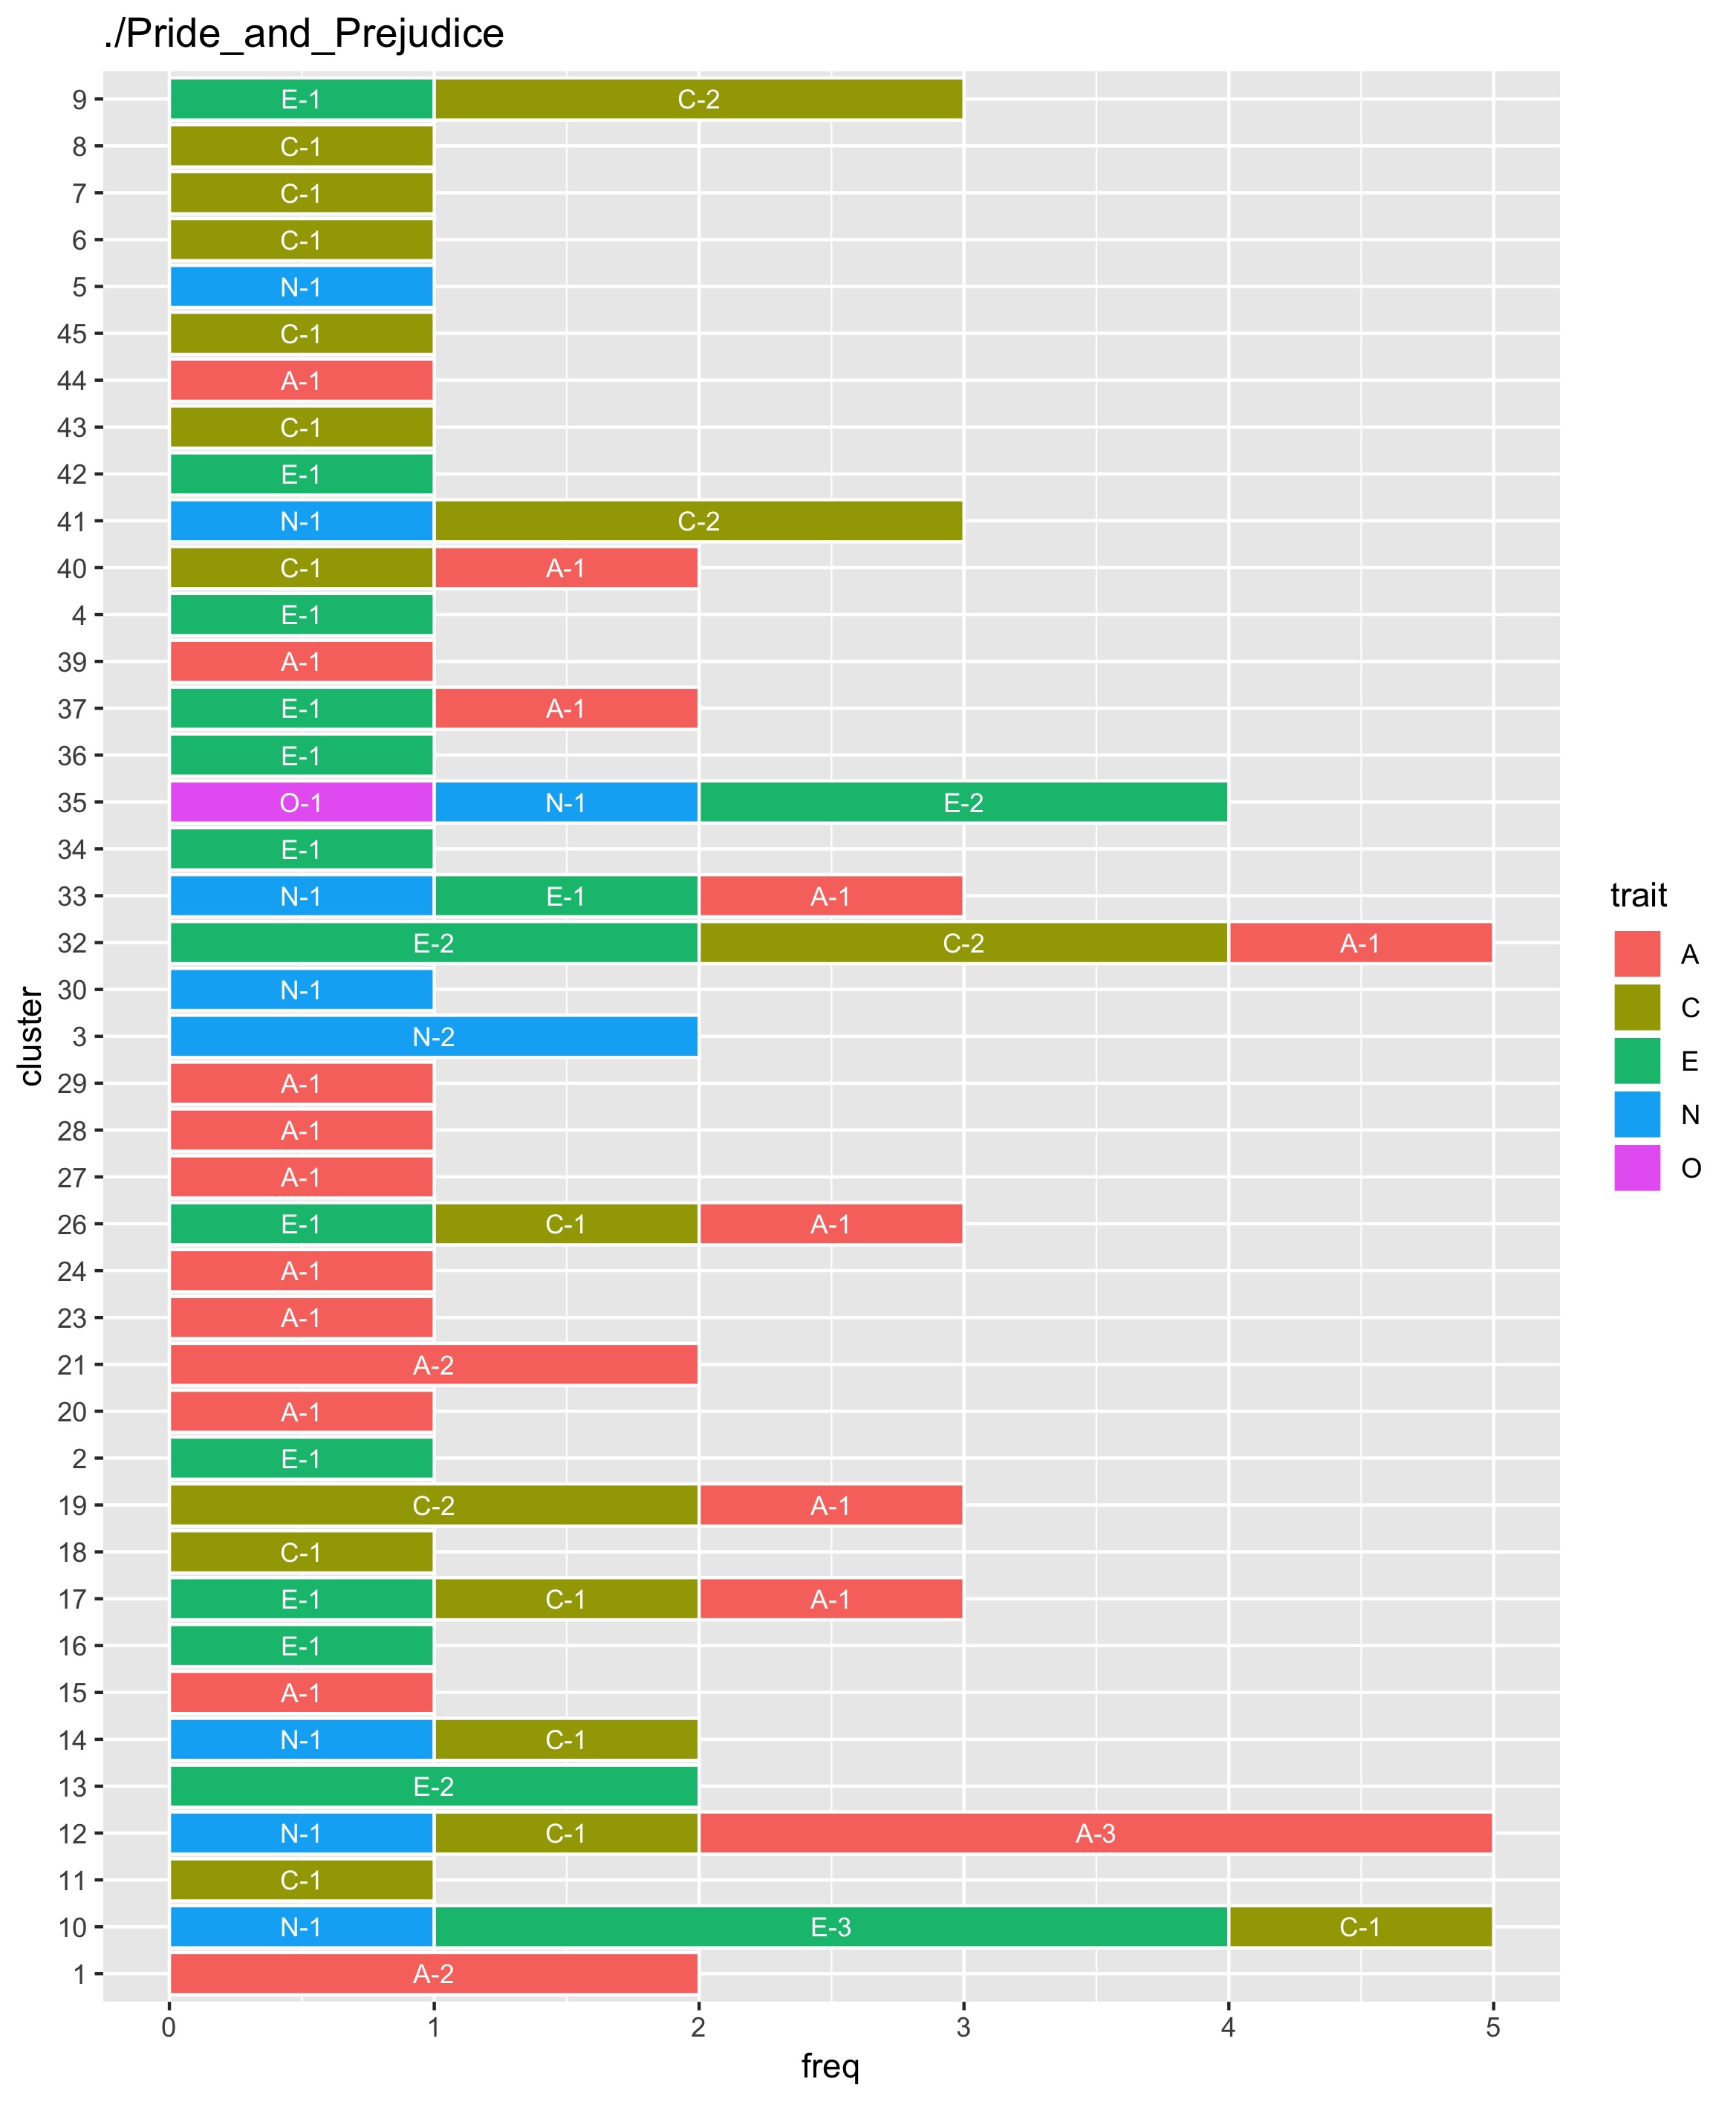 ./Pride_and_Prejudice
9 E-1 C-2
8 C-1
7 C-1
6 C-1
5 N-1
45 C-1
44 A-1
43 C-1
42 E-1
41 N-1 C-2
40 C-1 A-1
4 E-1
39 A-1
37 E-1 A-1
36 E-1
35 O-1 N-1 E-2
34 E-1
33 N-1 E-1 A-1
32 E-2 C-2 A-1
30 N-1
3 N-2
29 A-1
28 A-1
27 A-1
26 E-1 C-1 A-1
24 A-1
23 A-1
21 A-2
20 A-1
2 E-1
19 C-2 A-1
18 C-1
17 E-1 C-1 A-1
16 E-1
15 A-1
14 N-1 C-1
13 E-2
12 N-1 C-1 A-3
11 C-1
10 N-1 E-3 C-1
1 A-2
0 1 2 3 4 5
freq
cluster
trait
A
C
E
N
O